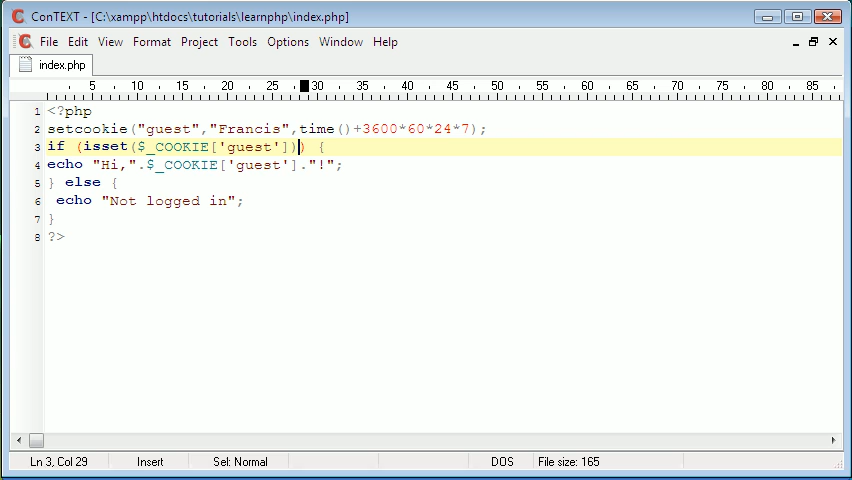 ConTEXT - [C:\xampp\htdocs\tutorials\learnphp\index.php]
File Edit View Format Project Tools Options Window Help
index.php
5 10 15 20 25 30 35 40 45 50 55 60 65 70 75 80 85
1 <?php
2 setcookie("guest","Francis",time()+3600*60*24*7);
3 if (isset($_COOKIE['guest'])) {
4 echo "Hi,".$_COOKIE['guest']."!";
5 } else {
6 echo "Not logged in";
7 }
8 ?>
Ln 3, Col 29 Insert Sel: Normal DOS File size: 165